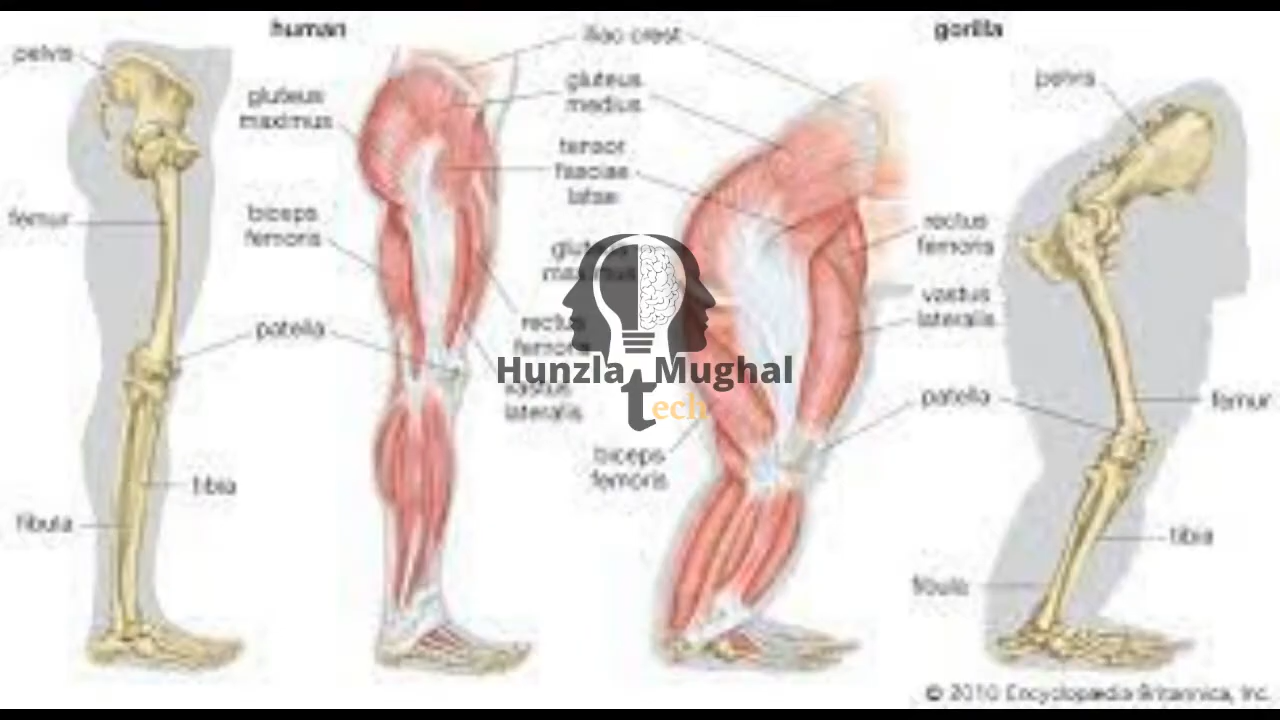 human
iliac crest
gorilla
pelvis
gluteus
maximus
gluteus
medius
pelvis
tensor
fasciae
latae
femur
biceps
femoris
rectus
femoris
gluteus
maximus
vastus
lateralis
patella
rectus
femoris
Hunzla Mughal
tech
vastus
lateralis
patella
femur
biceps
femoris
tibia
fibula
tibia
fibula
© 2010 Encyclopædia Britannica, Inc.